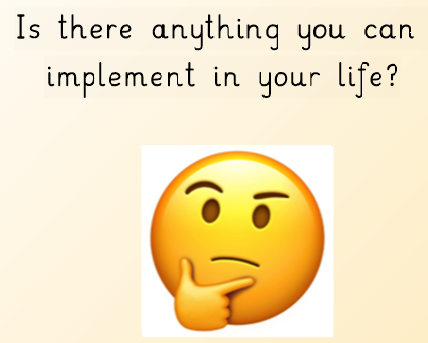 Is there anything you can
implement in your life?